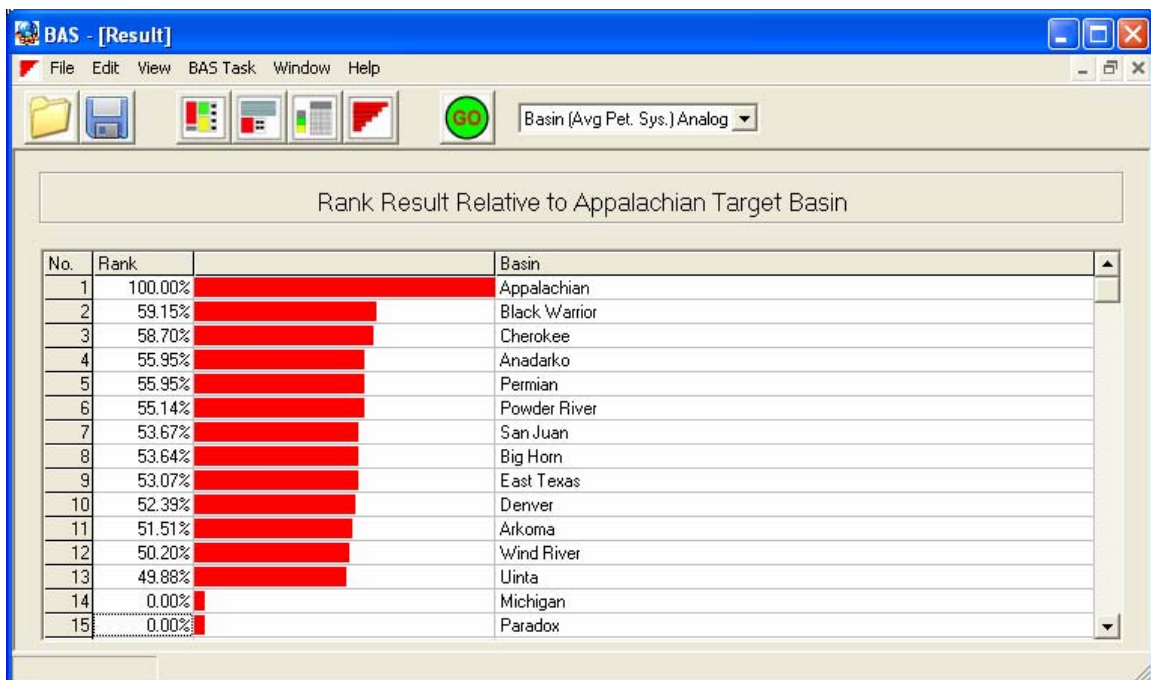 BAS - [Result]
File Edit View BAS Task Window Help
GO Basin (Avg Pet. Sys.) Analog
Rank Result Relative to Appalachian Target Basin
No. Rank Basin
1 100.00% Appalachian
2 59.15% Black Warrior
3 58.70% Cherokee
4 55.95% Anadarko
5 55.95% Permian
6 55.14% Powder River
7 53.67% San Juan
8 53.64% Big Horn
9 53.07% East Texas
10 52.39% Denver
11 51.51% Arkoma
12 50.20% Wind River
13 49.88% Uinta
14 0.00% Michigan
15 0.00% Paradox